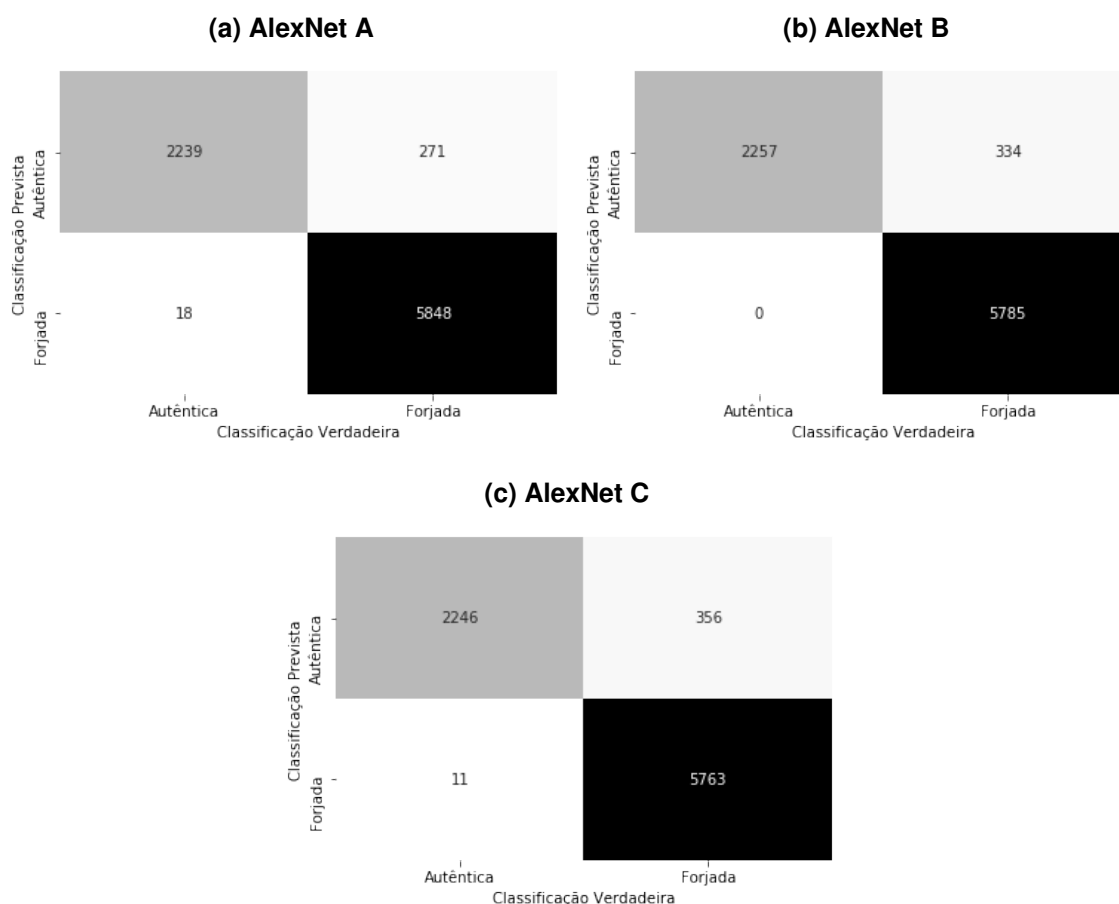 (a) AlexNet A
Classificação Prevista
Autêntica
Forjada
2239 271
18 5848
Autêntica Forjada
Classificação Verdadeira
(b) AlexNet B
Classificação Prevista
Autêntica
Forjada
2257 334
0 5785
Autêntica Forjada
Classificação Verdadeira
(c) AlexNet C
Classificação Prevista
Autêntica
Forjada
2246 356
11 5763
Autêntica Forjada
Classificação Verdadeira